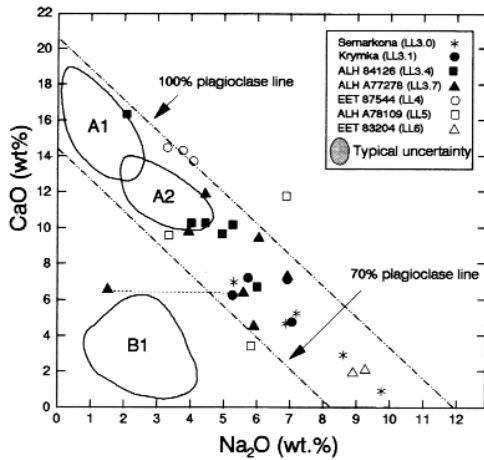 22
20
18
16
14
12
10
8
6
4
2
0
CaO (wt%)
0 1 2 3 4 5 6 7 8 9 10 11 12
Na₂O (wt.%)
100% plagioclase line
70% plagioclase line
A1
A2
B1
Semarkona (LL3.0)
Krymka (LL3.1)
ALH 84126 (LL3.4)
ALH A77278 (LL3.7)
EET 87544 (LL4)
ALH A78109 (LL5)
EET 83204 (LL6)
Typical uncertainty